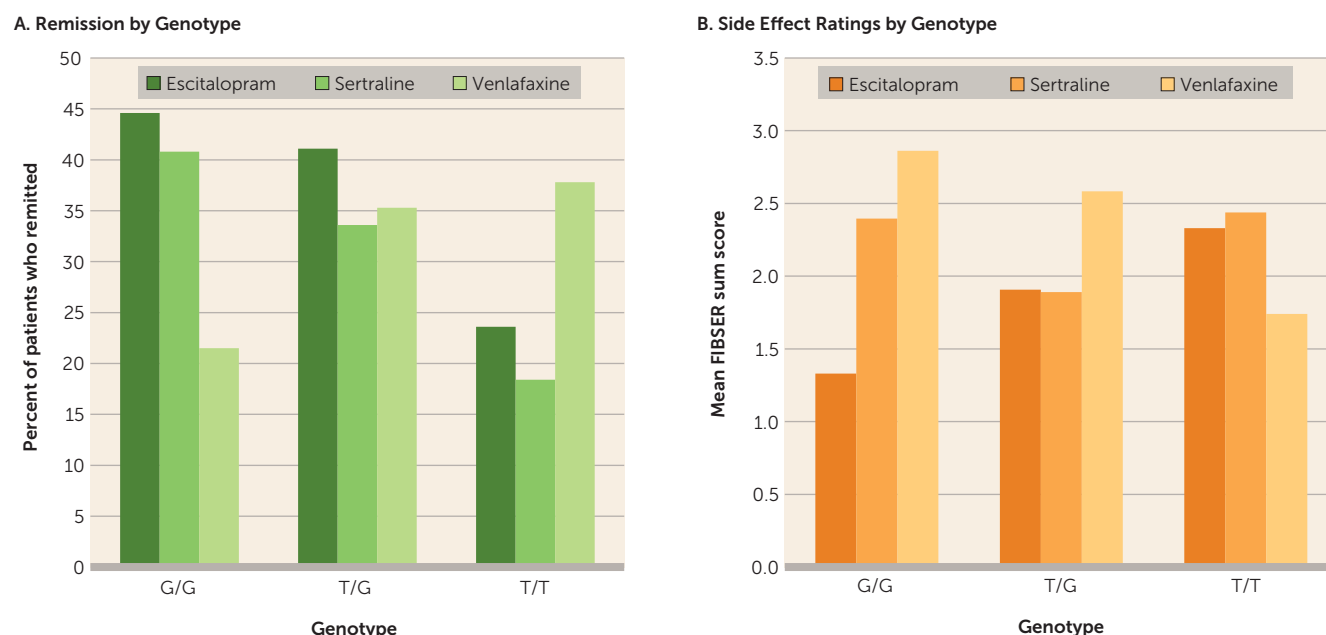 A. Remission by Genotype
50
45
40
35
30
25
20
15
10
5
0
Percent of patients who remitted
Escitalopram Sertraline Venlafaxine
G/G T/G T/T
Genotype
B. Side Effect Ratings by Genotype
3.5
3.0
2.5
2.0
1.5
1.0
0.5
0.0
Mean FIBSER sum score
Escitalopram Sertraline Venlafaxine
G/G T/G T/T
Genotype